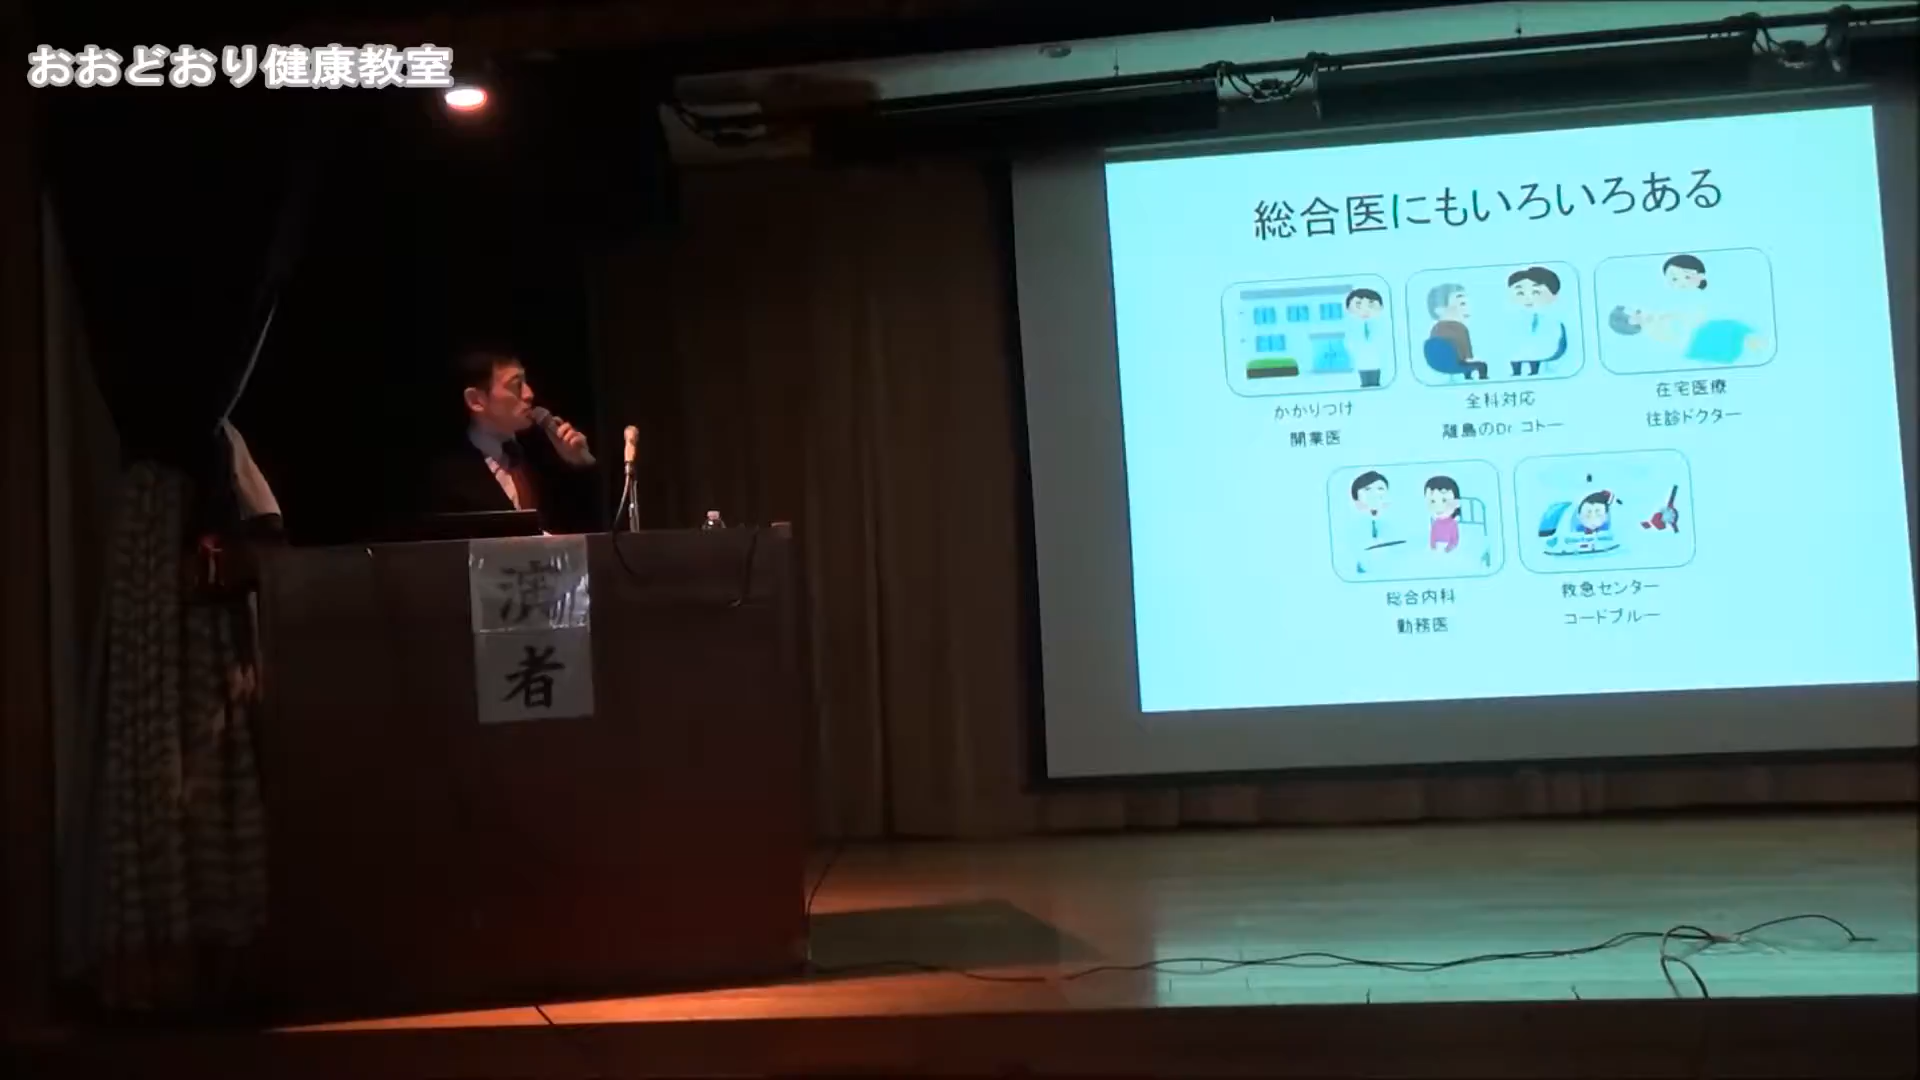 おおどおり健康教室
総合医にもいろいろある
かかりつけ
開業医
全科対応
離島のDr コトー
在宅医療
往診ドクター
総合内科
勤務医
救急センター
コードブルー
演
者